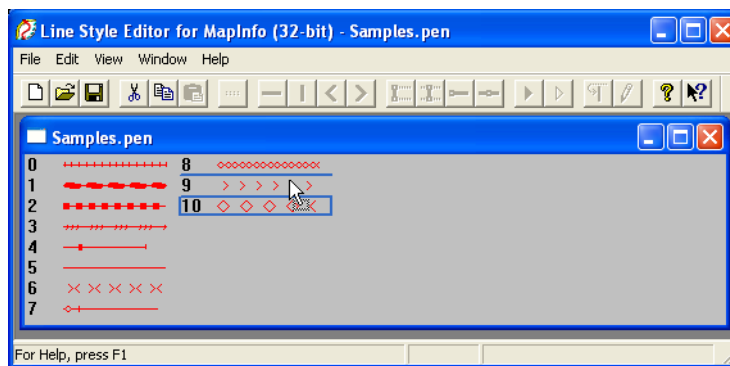 Line Style Editor for MapInfo (32-bit) - Samples.pen
File Edit View Window Help
Samples.pen
0
1
2
3
4
5
6
7
8
9
10
For Help, press F1